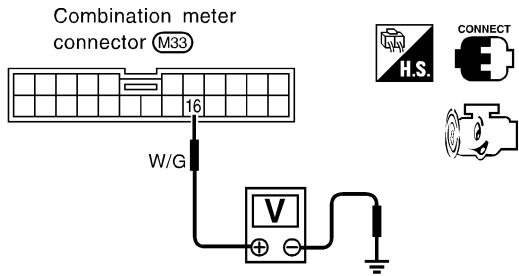 Combination meter
connector M33
CONNECT
H.S.
16
W/G
V
+ −